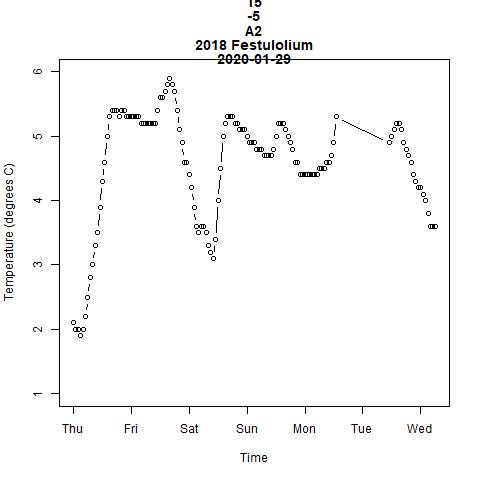 15
-5
A2
2018 Festulolium
2020-01-29
6
5
4
3
2
1
Temperature (degrees C)
Thu Fri Sat Sun Mon Tue Wed
Time